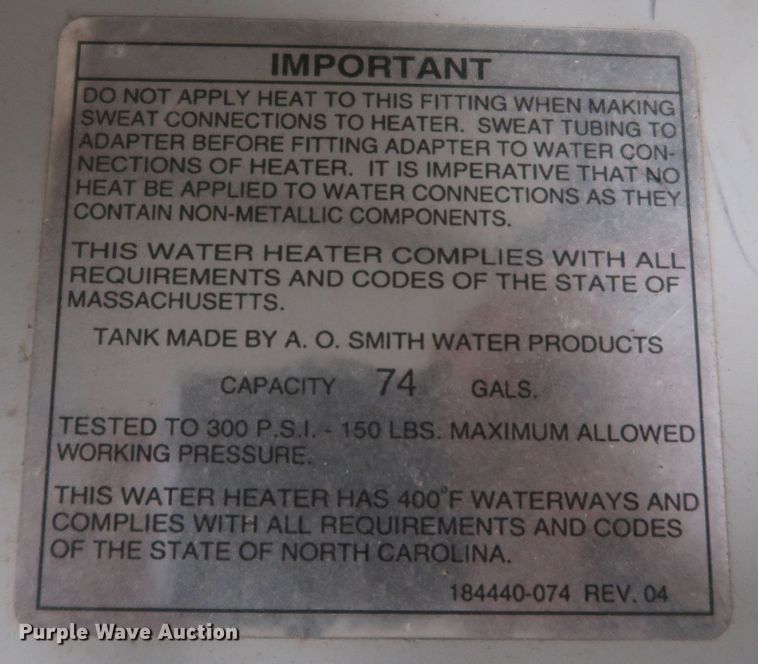 IMPORTANT
DO NOT APPLY HEAT TO THIS FITTING WHEN MAKING
SWEAT CONNECTIONS TO HEATER. SWEAT TUBING TO
ADAPTER BEFORE FITTING ADAPTER TO WATER CON-
NECTIONS OF HEATER. IT IS IMPERATIVE THAT NO
HEAT BE APPLIED TO WATER CONNECTIONS AS THEY
CONTAIN NON-METALLIC COMPONENTS.
THIS WATER HEATER COMPLIES WITH ALL
REQUIREMENTS AND CODES OF THE STATE OF
MASSACHUSETTS.
TANK MADE BY A. O. SMITH WATER PRODUCTS
CAPACITY 74 GALS.
TESTED TO 300 P.S.I. - 150 LBS. MAXIMUM ALLOWED
WORKING PRESSURE.
THIS WATER HEATER HAS 400°F WATERWAYS AND
COMPLIES WITH ALL REQUIREMENTS AND CODES
OF THE STATE OF NORTH CAROLINA.
184440-074 REV. 04
Purple Wave Auction